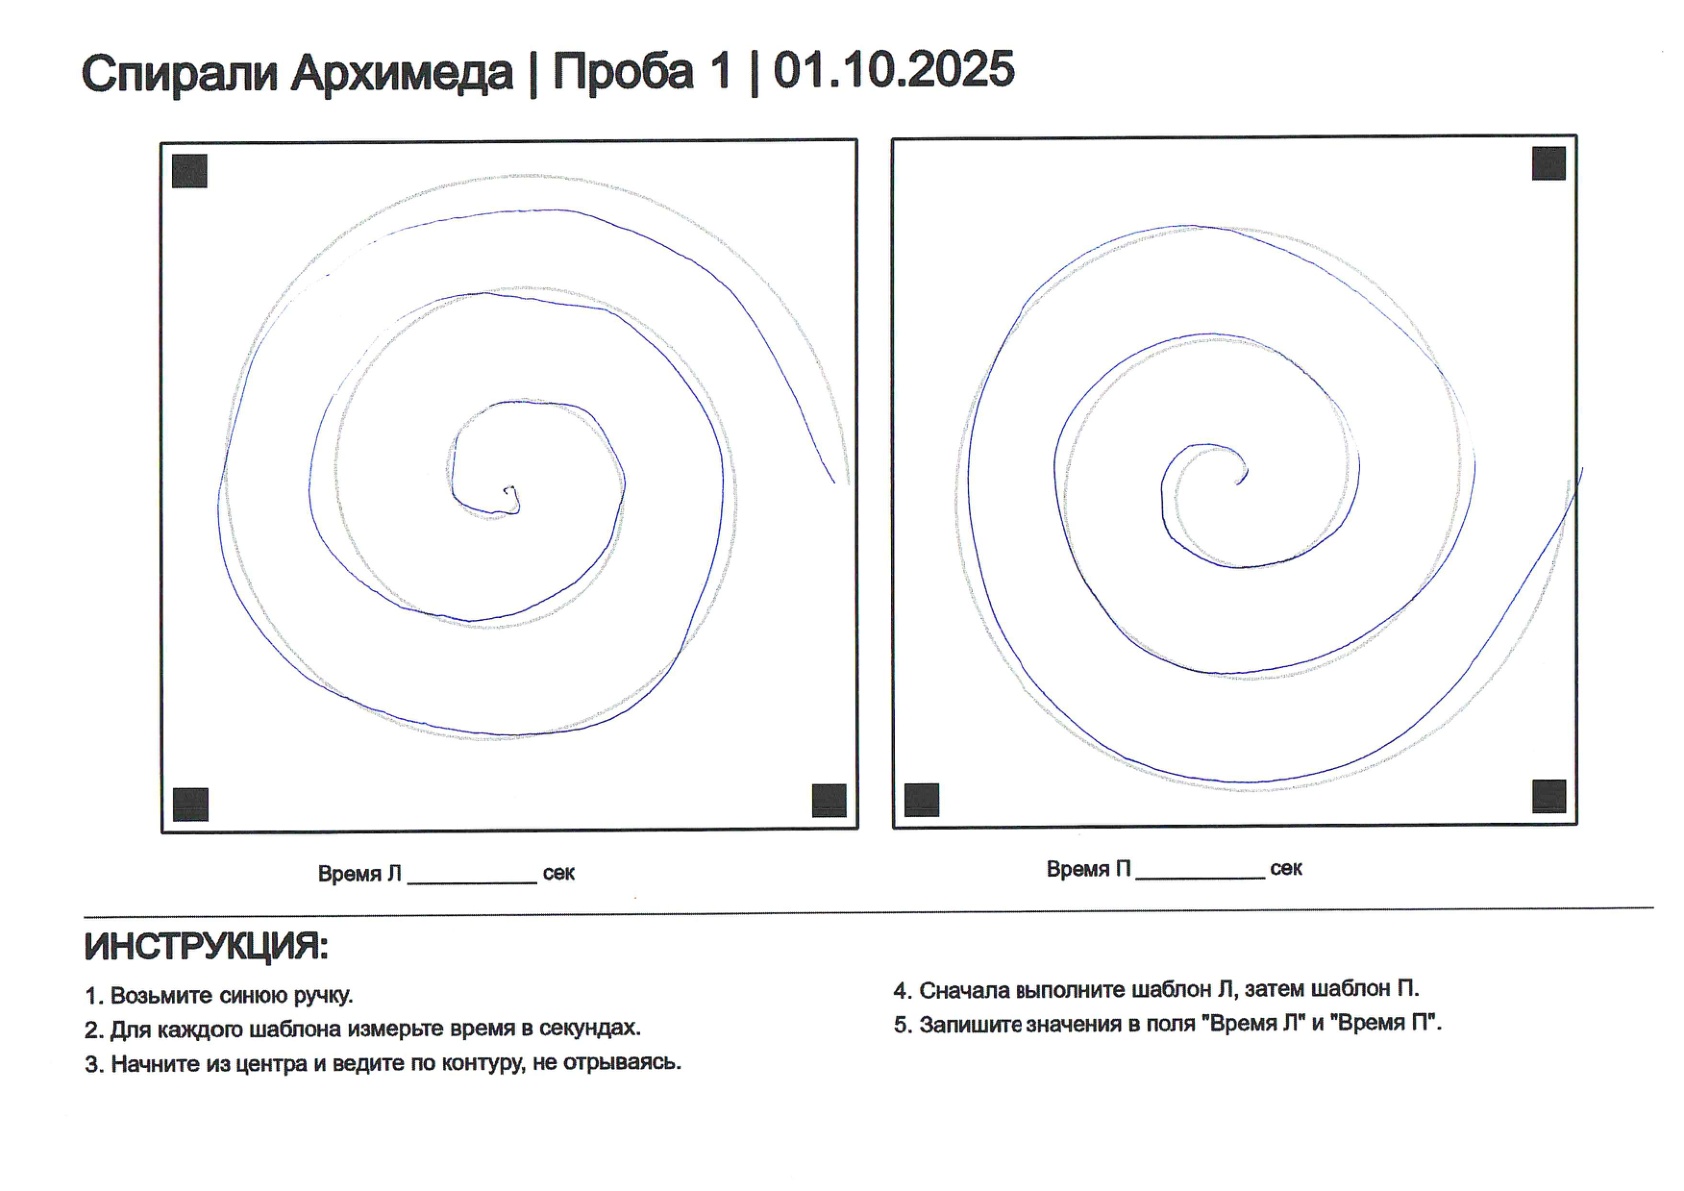 Спирали Архимеда | Проба 1 | 01.10.2025
Время Л ___________ сек
Время П ___________ сек
ИНСТРУКЦИЯ:
1. Возьмите синюю ручку.
2. Для каждого шаблона измерьте время в секундах.
3. Начните из центра и ведите по контуру, не отрываясь.
4. Сначала выполните шаблон Л, затем шаблон П.
5. Запишите значения в поля "Время Л" и "Время П".